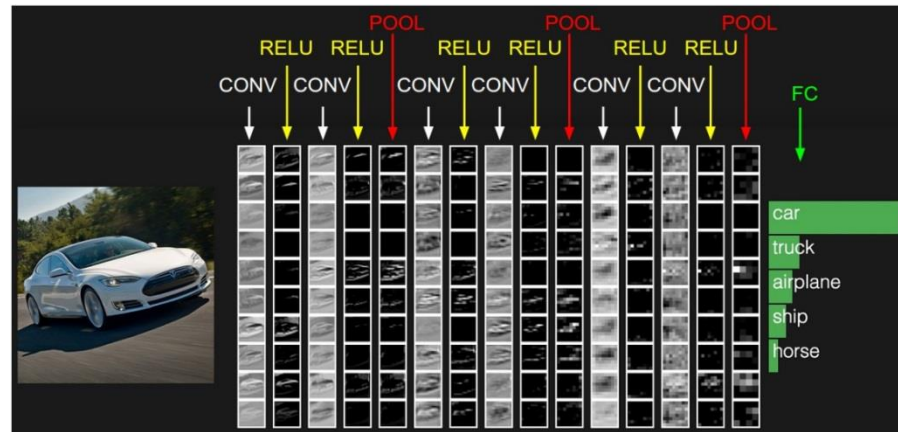 POOL POOL POOL
RELU RELU RELU RELU RELU RELU
CONV CONV CONV CONV CONV CONV
FC
car
truck
airplane
ship
horse